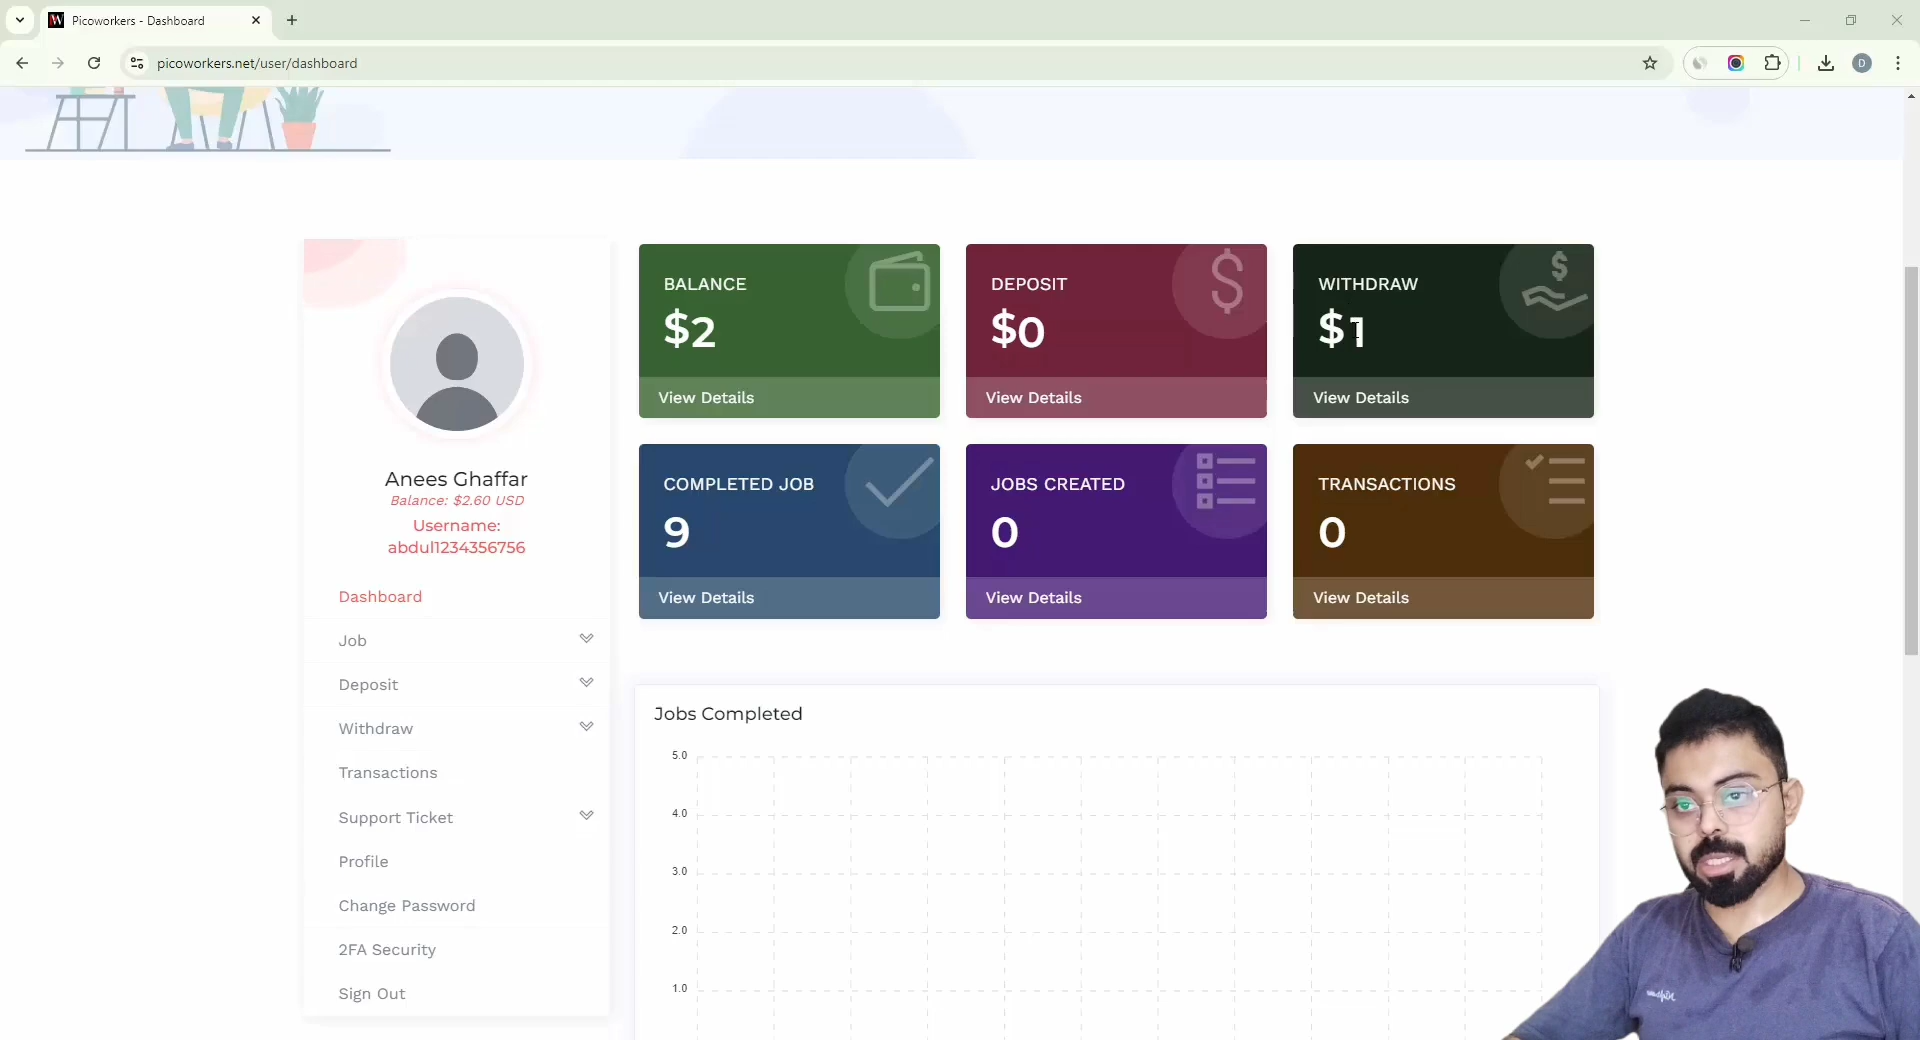 Picoworkers - Dashboard
picoworkers.net/user/dashboard
D
BALANCE
$2
View Details
DEPOSIT
$0
View Details
WITHDRAW
$1
View Details
Anees Ghaffar
Balance: $2.60 USD
Username:
abdul1234356756
COMPLETED JOB
9
View Details
JOBS CREATED
0
View Details
TRANSACTIONS
0
View Details
Dashboard
Job
Deposit
Withdraw
Transactions
Support Ticket
Profile
Change Password
2FA Security
Sign Out
Jobs Completed
5.0
4.0
3.0
2.0
1.0